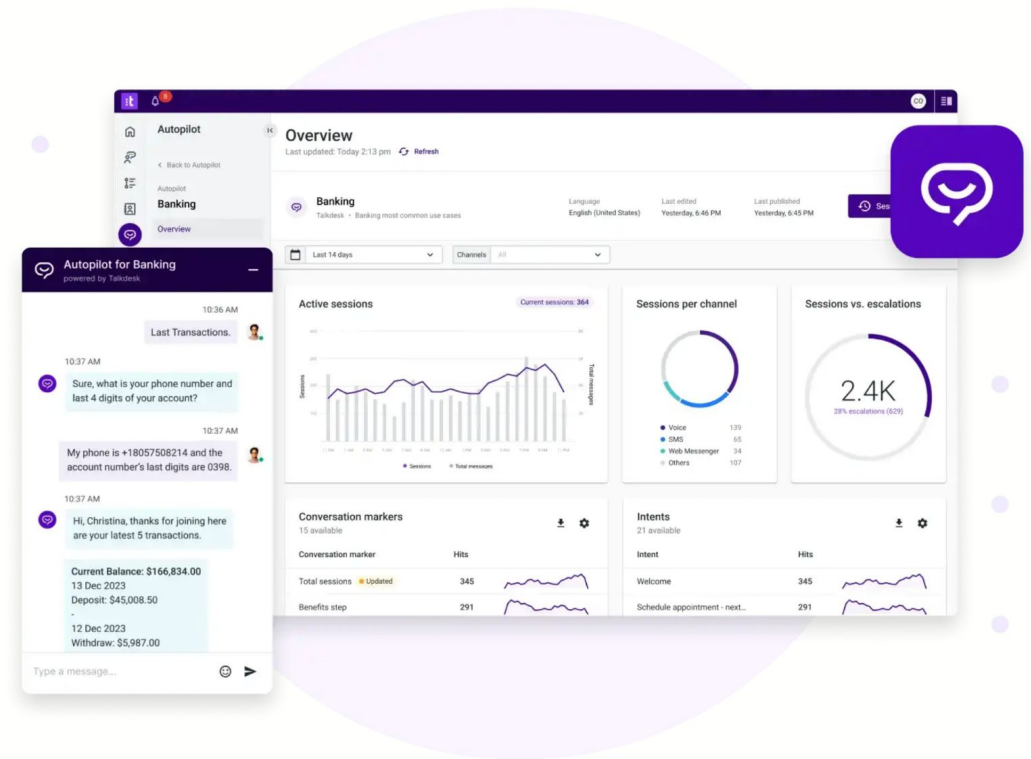 :t
8
CO
Autopilot
Back to Autopilot
Autopilot
Banking
Overview
Overview
Last updated: Today 2:13 pm
Refresh
Banking
Talkdesk • Banking most common use cases
Language
English (United States)
Last edited
Yesterday, 6:46 PM
Last published
Yesterday, 6:45 PM
Last 14 days
Channels
All
Active sessions
Current sessions: 364
Sessions
Total messages
Sessions
Total messages
Sessions per channel
Voice 139
SMS 65
Web Messenger 34
Others 107
Sessions vs. escalations
2.4K
28% escalations (629)
Conversation markers
15 available
Conversation marker Hits
Total sessions Updated 345
Benefits step 291
Intents
21 available
Intent Hits
Welcome 345
Schedule appointment - next... 291
Autopilot for Banking
powered by Talkdesk
10:36 AM
Last Transactions.
10:37 AM
Sure, what is your phone number and
last 4 digits of your account?
10:37 AM
My phone is +18057508214 and the
account number's last digits are 0398.
10:37 AM
Hi, Christina, thanks for joining here
are your latest 5 transactions.
Current Balance: $166,834.00
13 Dec 2023
Deposit: $45,008.50
-
12 Dec 2023
Withdraw: $5,987.00
Type a message...